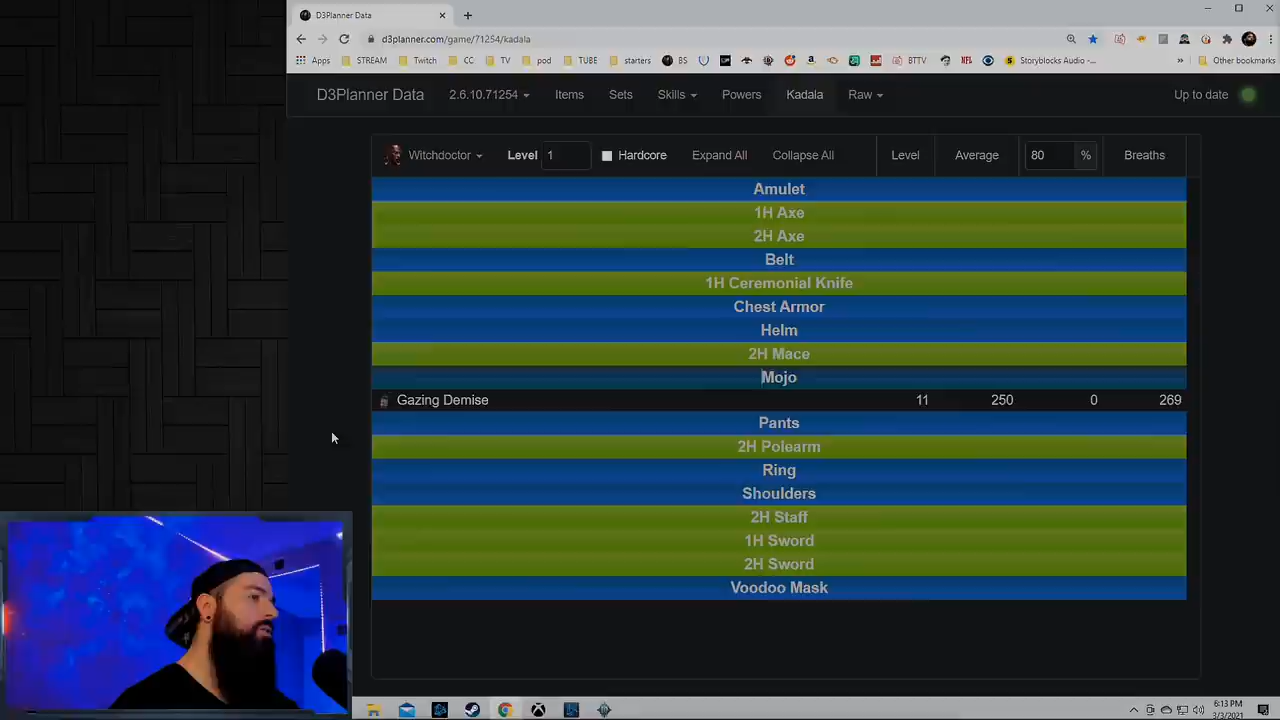 D3Planner Data
d3planner.com/game/71254/kadala
Apps STREAM Twitch CC TV pod TUBE starters BS BTTV NFL Storyblocks Audio -... » Other bookmarks
D3Planner Data 2.6.10.71254 Items Sets Skills Powers Kadala Raw Up to date
Witchdoctor Level 1 Hardcore Expand All Collapse All Level Average 80 % Breaths
Amulet
1H Axe
2H Axe
Belt
1H Ceremonial Knife
Chest Armor
Helm
2H Mace
Mojo
Gazing Demise 11 250 0 269
Pants
2H Polearm
Ring
Shoulders
2H Staff
1H Sword
2H Sword
Voodoo Mask
6:13 PM
3/3/2021